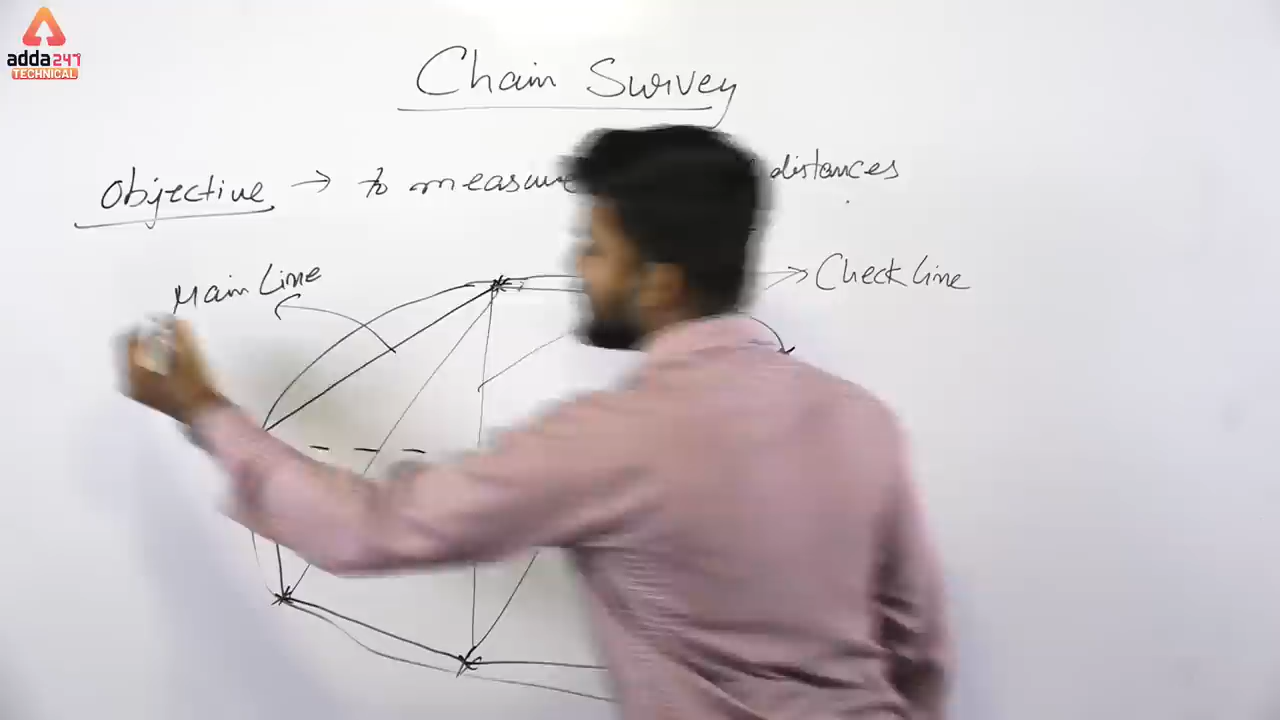 adda247
TECHNICAL
Chain Survey
Objective → to measure distances
Main Line
Check line